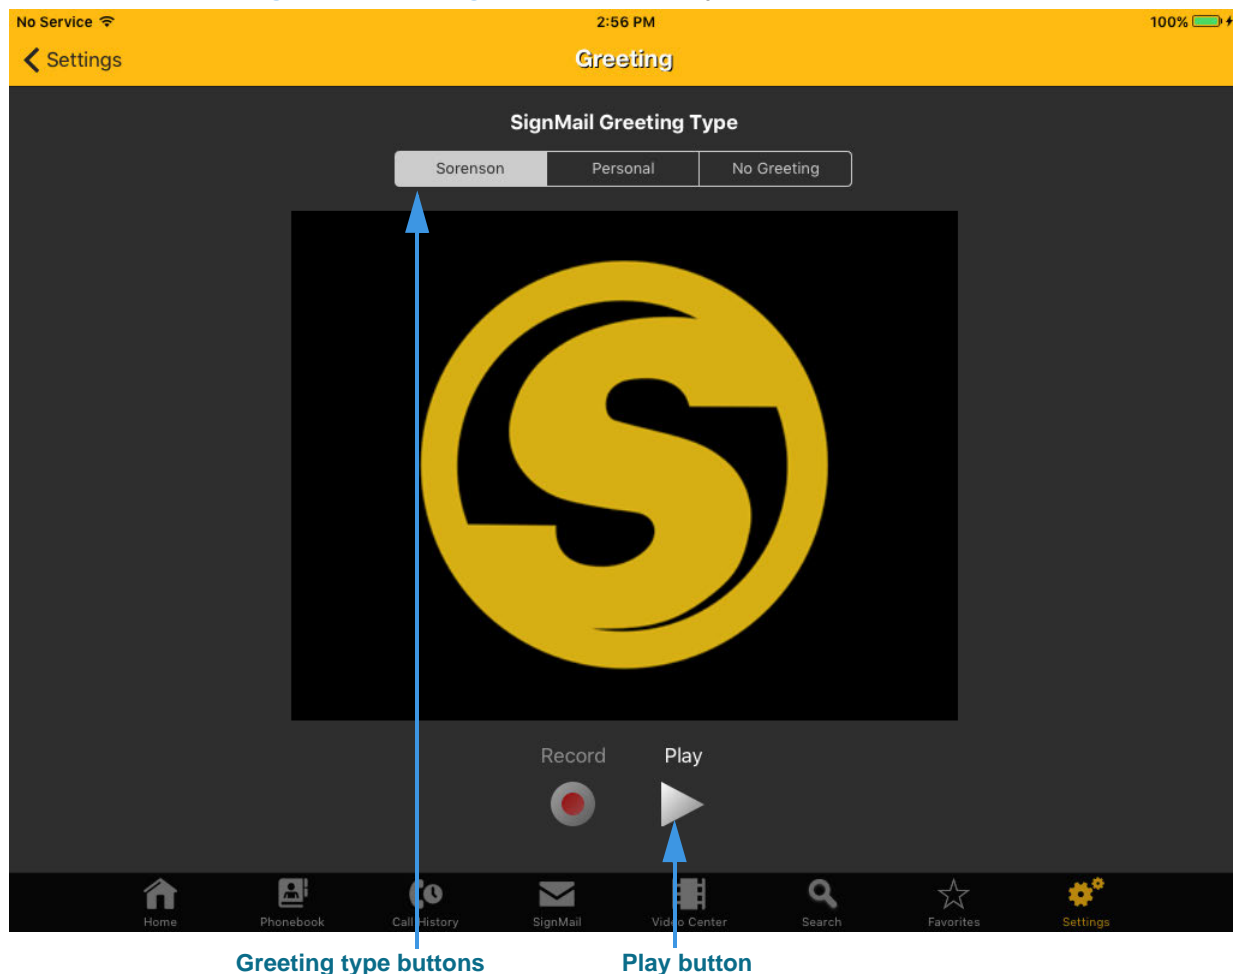 No Service 2:56 PM 100%
Settings Greeting
SignMail Greeting Type
Sorenson Personal No Greeting
S
Record Play
Home Phonebook Call History SignMail Video Center Search Favorites Settings
Greeting type buttons Play button